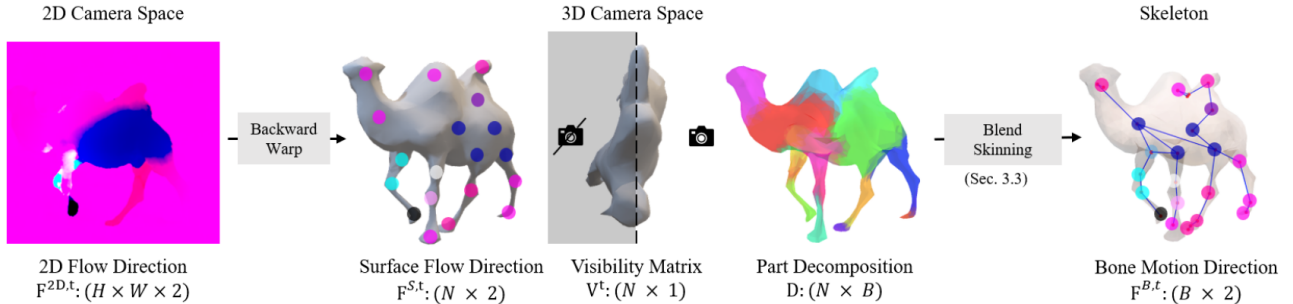 2D Camera Space
3D Camera Space
Skeleton
Backward
Warp
Blend
Skinning
(Sec. 3.3)
2D Flow Direction
F^{2D,t}: (H × W × 2)
Surface Flow Direction
F^{S,t}: (N × 2)
Visibility Matrix
V^t: (N × 1)
Part Decomposition
D: (N × B)
Bone Motion Direction
F^{B,t}: (B × 2)